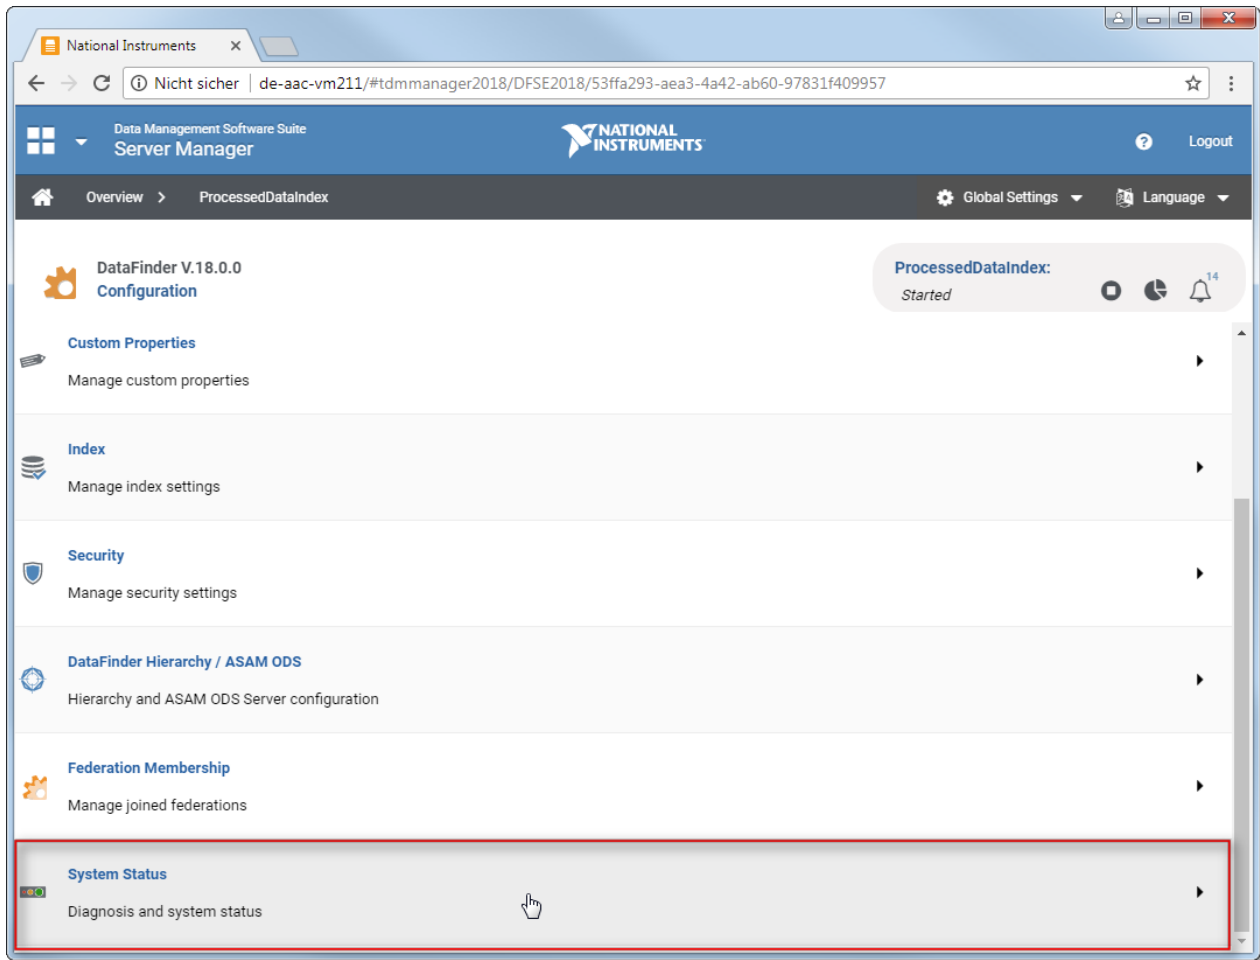 National Instruments
Nicht sicher | de-aac-vm211/#tdmmanager2018/DFSE2018/53ffa293-aea3-4a42-ab60-97831f409957
Data Management Software Suite
Server Manager
NATIONAL INSTRUMENTS
Logout
Overview > ProcessedDataIndex
Global Settings
Language
DataFinder V.18.0.0
Configuration
ProcessedDataIndex:
Started
14
Custom Properties
Manage custom properties
Index
Manage index settings
Security
Manage security settings
DataFinder Hierarchy / ASAM ODS
Hierarchy and ASAM ODS Server configuration
Federation Membership
Manage joined federations
System Status
Diagnosis and system status